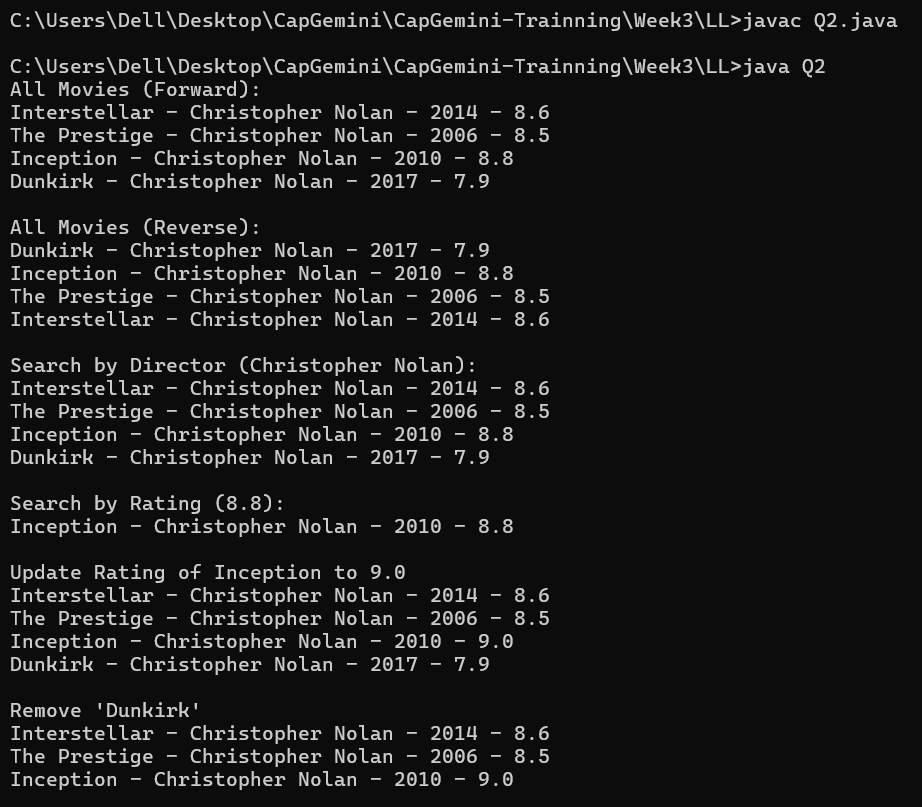 C:\Users\Dell\Desktop\CapGemini\CapGemini-Trainning\Week3\LL>javac Q2.java
C:\Users\Dell\Desktop\CapGemini\CapGemini-Trainning\Week3\LL>java Q2
All Movies (Forward):
Interstellar - Christopher Nolan - 2014 - 8.6
The Prestige - Christopher Nolan - 2006 - 8.5
Inception - Christopher Nolan - 2010 - 8.8
Dunkirk - Christopher Nolan - 2017 - 7.9
All Movies (Reverse):
Dunkirk - Christopher Nolan - 2017 - 7.9
Inception - Christopher Nolan - 2010 - 8.8
The Prestige - Christopher Nolan - 2006 - 8.5
Interstellar - Christopher Nolan - 2014 - 8.6
Search by Director (Christopher Nolan):
Interstellar - Christopher Nolan - 2014 - 8.6
The Prestige - Christopher Nolan - 2006 - 8.5
Inception - Christopher Nolan - 2010 - 8.8
Dunkirk - Christopher Nolan - 2017 - 7.9
Search by Rating (8.8):
Inception - Christopher Nolan - 2010 - 8.8
Update Rating of Inception to 9.0
Interstellar - Christopher Nolan - 2014 - 8.6
The Prestige - Christopher Nolan - 2006 - 8.5
Inception - Christopher Nolan - 2010 - 9.0
Dunkirk - Christopher Nolan - 2017 - 7.9
Remove 'Dunkirk'
Interstellar - Christopher Nolan - 2014 - 8.6
The Prestige - Christopher Nolan - 2006 - 8.5
Inception - Christopher Nolan - 2010 - 9.0